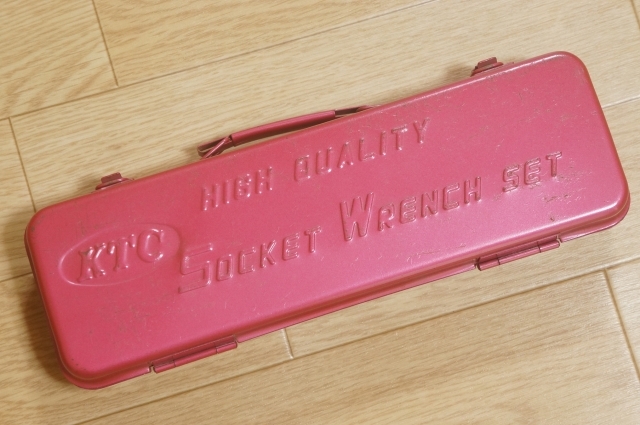 HIGH QUALITY
KTC SOCKET WRENCH SET